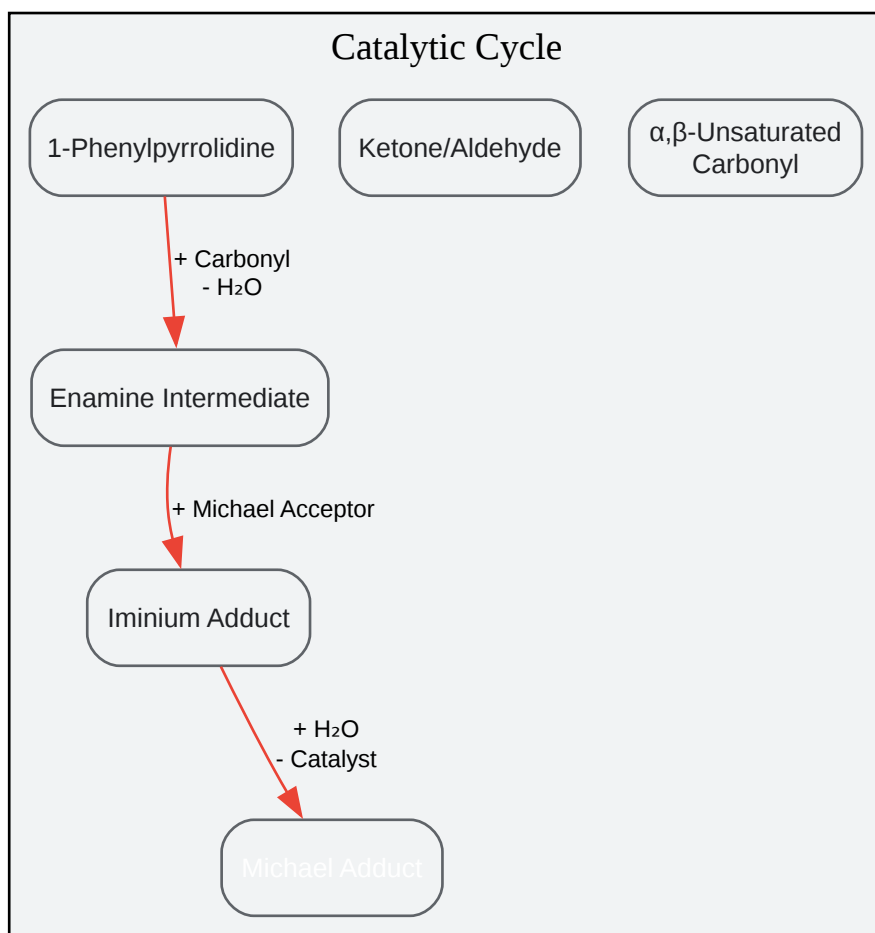 Catalytic Cycle
1-Phenylpyrrolidine
Ketone/Aldehyde
α,β-Unsaturated
Carbonyl
+ Carbonyl
- H₂O
Enamine Intermediate
+ Michael Acceptor
Iminium Adduct
+ H₂O
- Catalyst
Michael Adduct